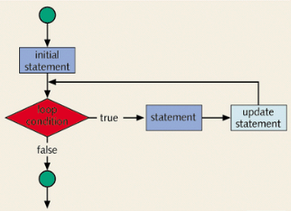 initial
statement
loop
condition
true
statement
update
statement
false